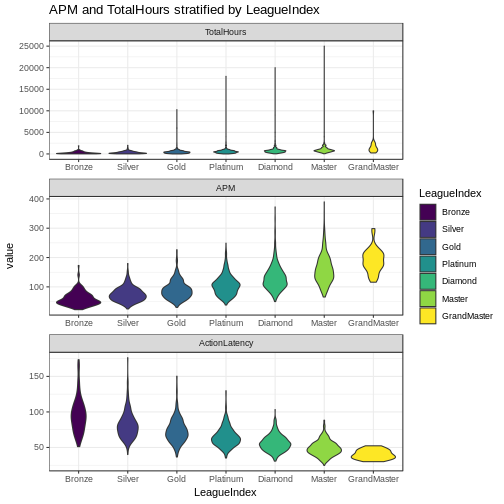 APM and TotalHours stratified by LeagueIndex
TotalHours
25000
20000
15000
10000
5000
0
Bronze Silver Gold Platinum Diamond Master GrandMaster
APM
400
300
200
100
Bronze Silver Gold Platinum Diamond Master GrandMaster
ActionLatency
150
100
50
Bronze Silver Gold Platinum Diamond Master GrandMaster
value
LeagueIndex
LeagueIndex
Bronze
Silver
Gold
Platinum
Diamond
Master
GrandMaster